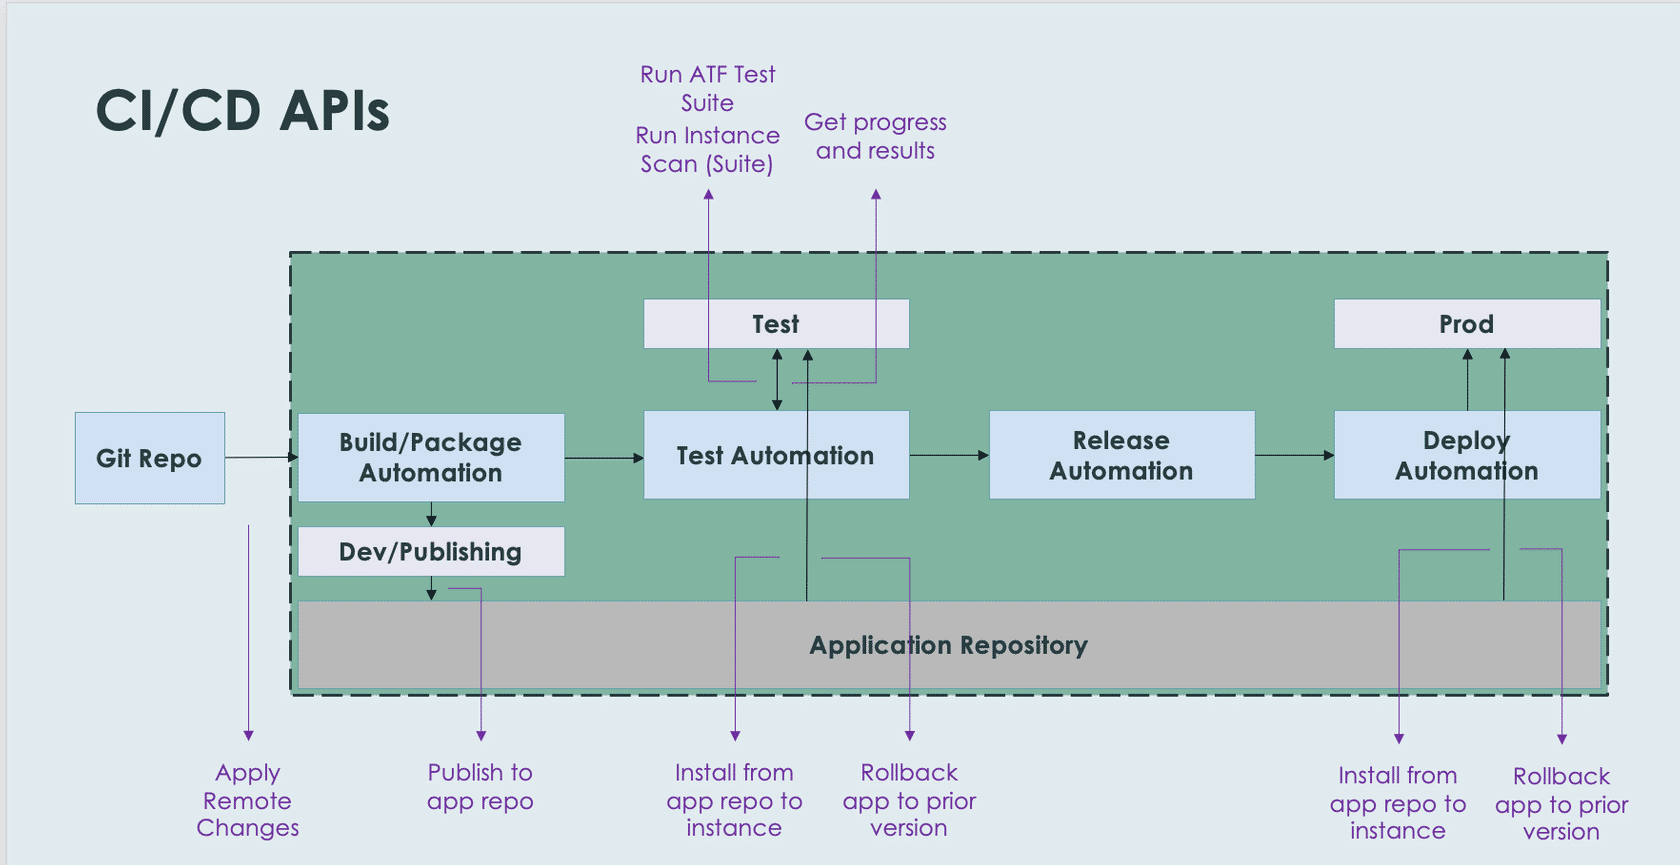 CI/CD APIs
Run ATF Test
Suite
Run Instance
Scan (Suite)
Get progress
and results
Test
Prod
Git Repo
Build/Package
Automation
Test Automation
Release
Automation
Deploy
Automation
Dev/Publishing
Application Repository
Apply
Remote
Changes
Publish to
app repo
Install from
app repo to
instance
Rollback
app to prior
version
Install from
app repo to
instance
Rollback
app to prior
version